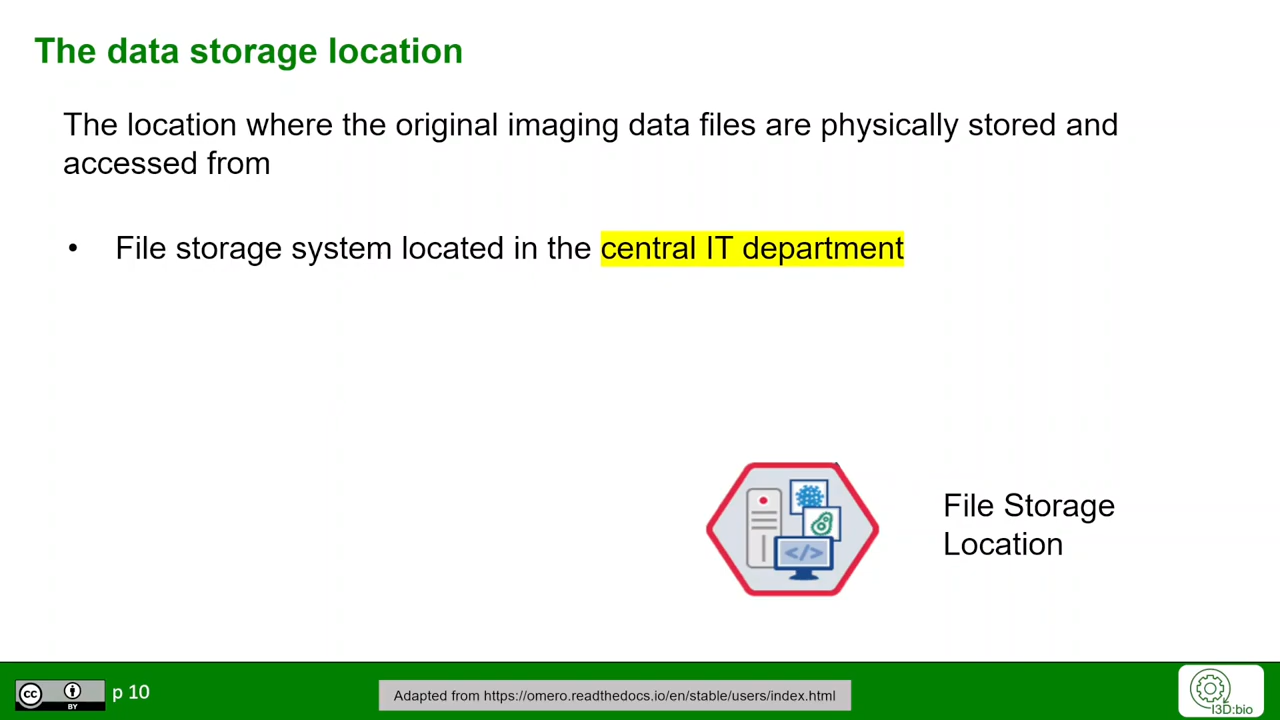 The data storage location
The location where the original imaging data files are physically stored and
accessed from
• File storage system located in the central IT department
</>
File Storage
Location
cc
BY
p 10
Adapted from https://omero.readthedocs.io/en/stable/users/index.html
I3D:bio